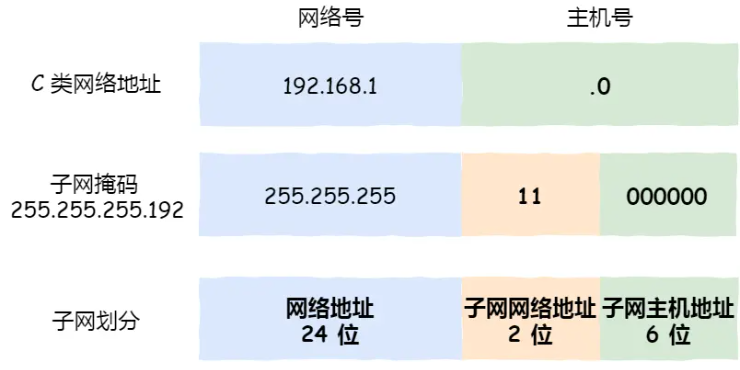 网络号 主机号
C 类网络地址 192.168.1 .0
子网掩码
255.255.255.192 255.255.255 11 000000
子网划分 网络地址 子网网络地址 子网主机地址
24 位 2 位 6 位